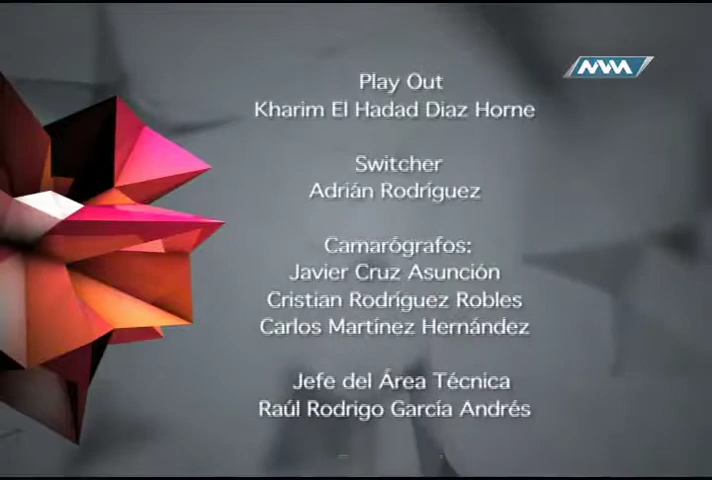 MVM
Play Out
Kharim El Hadad Diaz Horne
Switcher
Adrián Rodríguez
Camarógrafos:
Javier Cruz Asunción
Cristian Rodríguez Robles
Carlos Martínez Hernández
Jefe del Área Técnica
Raúl Rodrigo García Andrés